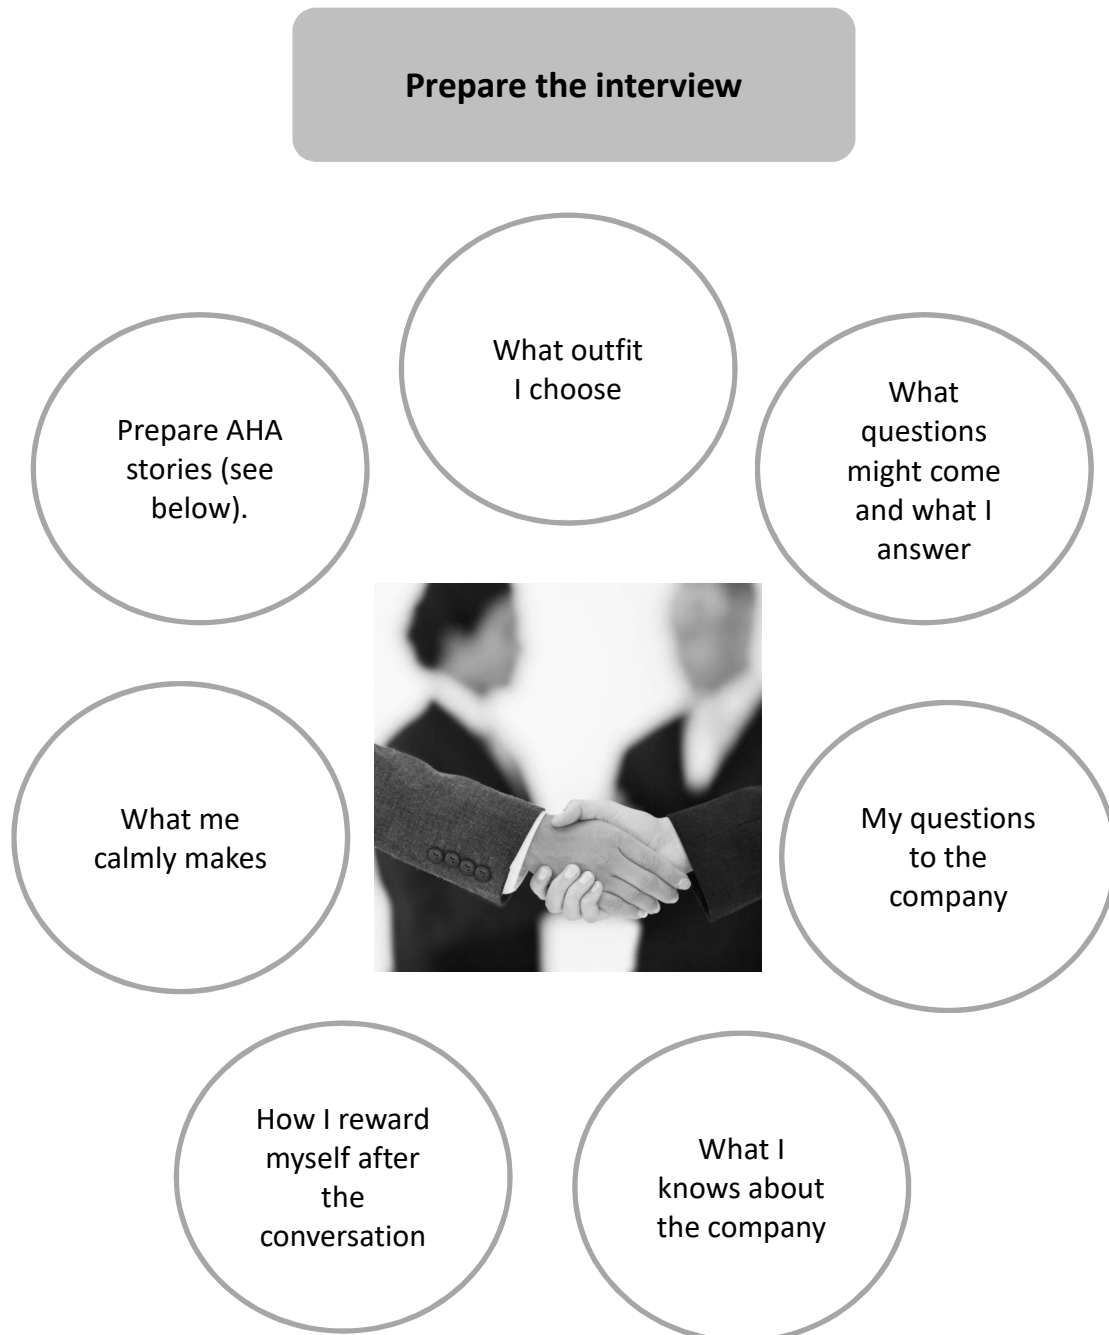 Prepare the interview
What outfit
I choose
Prepare AHA
stories (see
below).
What
questions
might come
and what I
answer
What me
calmly makes
My questions
to the
company
How I reward
myself after
the
conversation
What I
knows about
the company